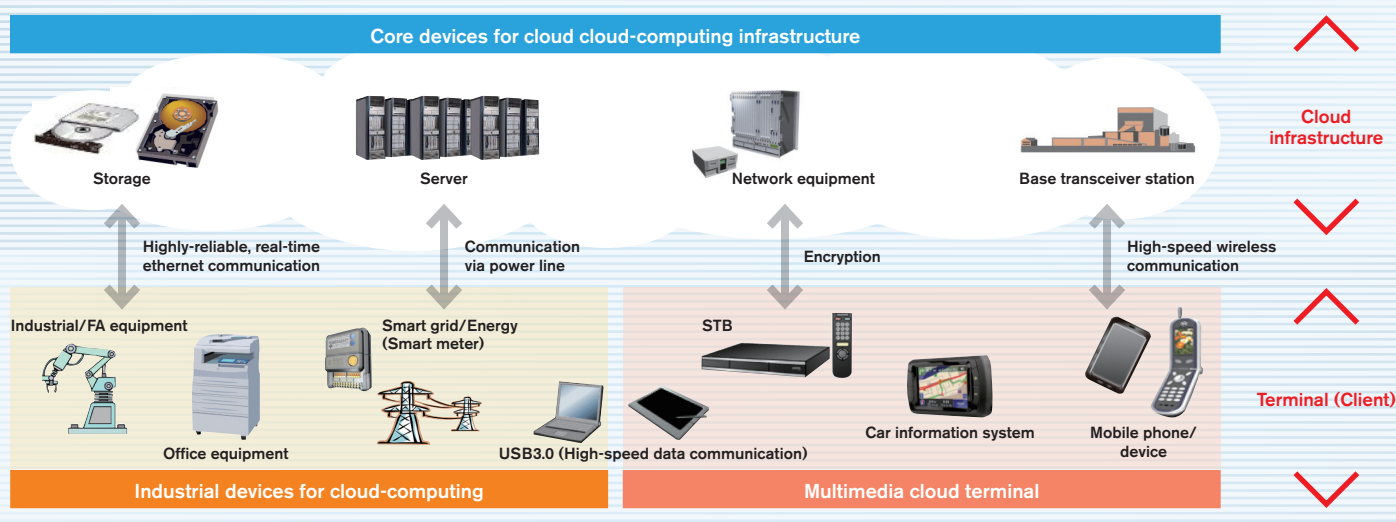 Core devices for cloud cloud-computing infrastructure
Storage
Server
Network equipment
Base transceiver station
Cloud
infrastructure
Highly-reliable, real-time
ethernet communication
Communication
via power line
Encryption
High-speed wireless
communication
Industrial/FA equipment
Office equipment
Smart grid/Energy
(Smart meter)
USB3.0 (High-speed data communication)
STB
Car information system
Mobile phone/
device
Terminal (Client)
Industrial devices for cloud-computing
Multimedia cloud terminal